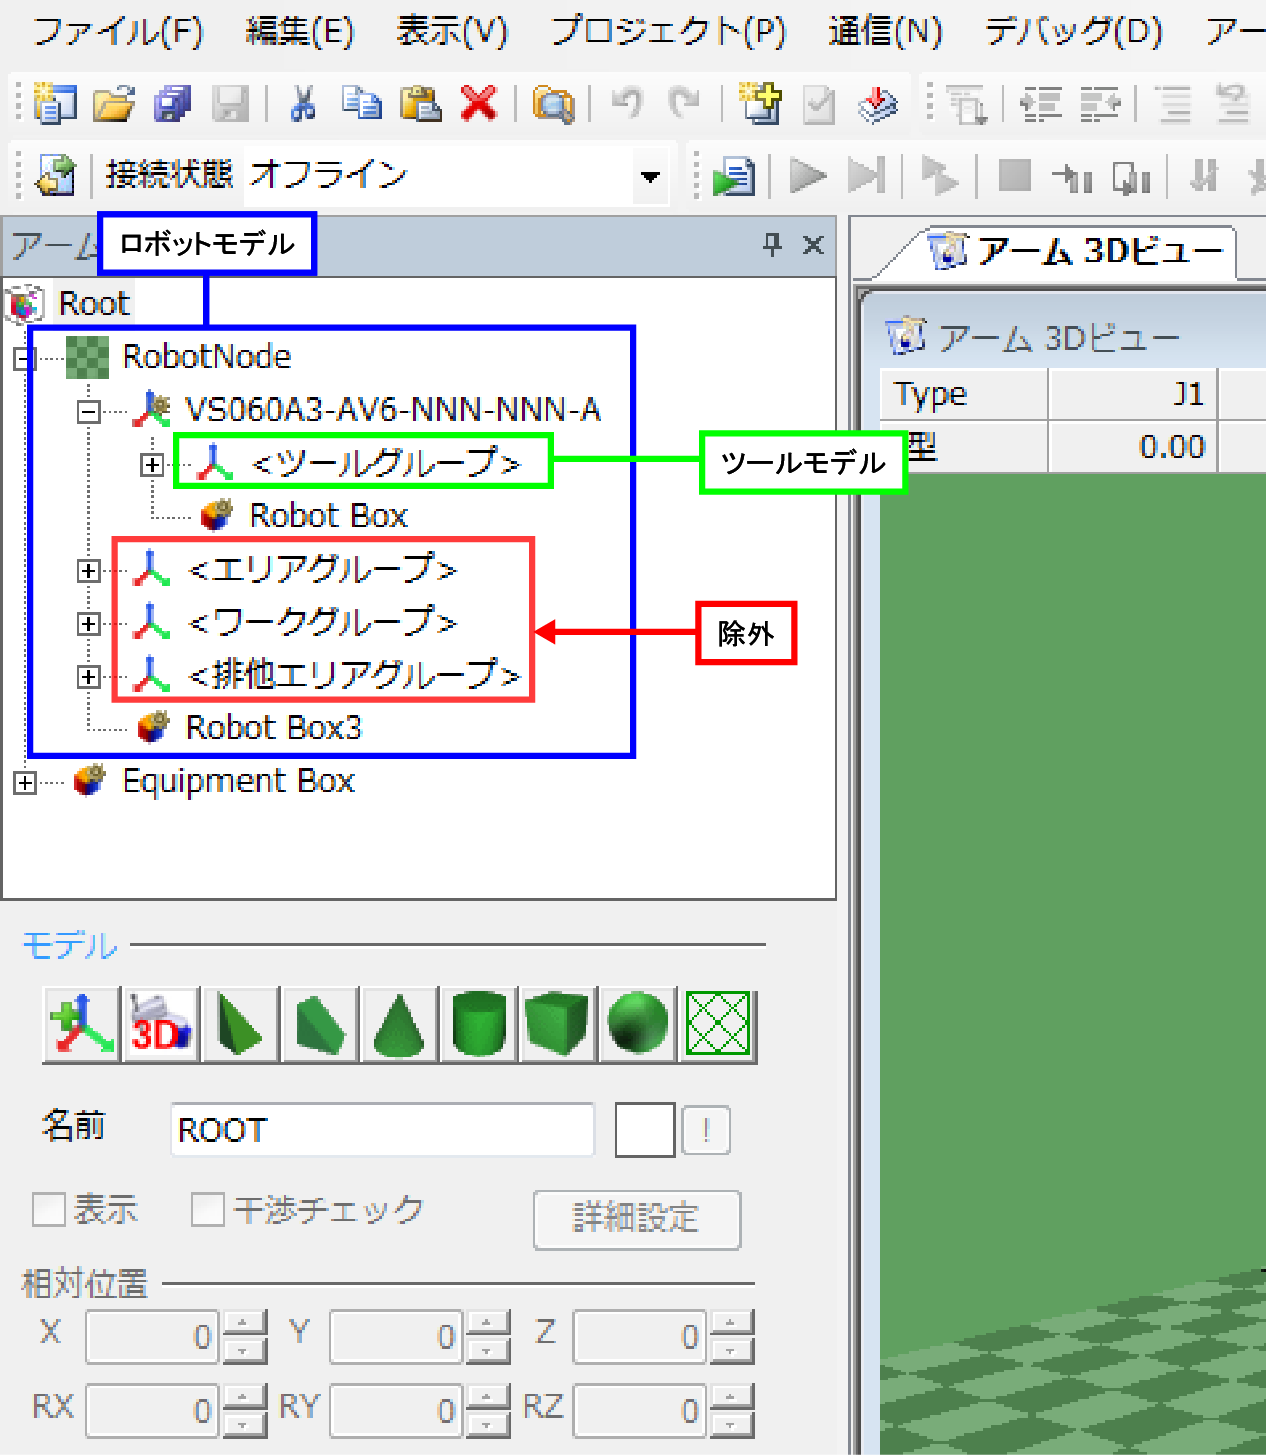 ファイル(F) 編集(E) 表示(V) プロジェクト(P) 通信(N) デバッグ(D) アー
接続状態 オフライン
アーム
ロボットモデル
アーム 3Dビュー
Root
アーム 3Dビュー
RobotNode
Type J1
VS060A3-AV6-NNN-NNN-A
型 0.00
<ツールグループ>
ツールモデル
Robot Box
<エリアグループ>
<ワークグループ>
除外
<排他エリアグループ>
Robot Box3
Equipment Box
モデル
3D
名前 ROOT !
表示 干渉チェック 詳細設定
相対位置
X 0 Y 0 Z 0
RX 0 RY 0 RZ 0